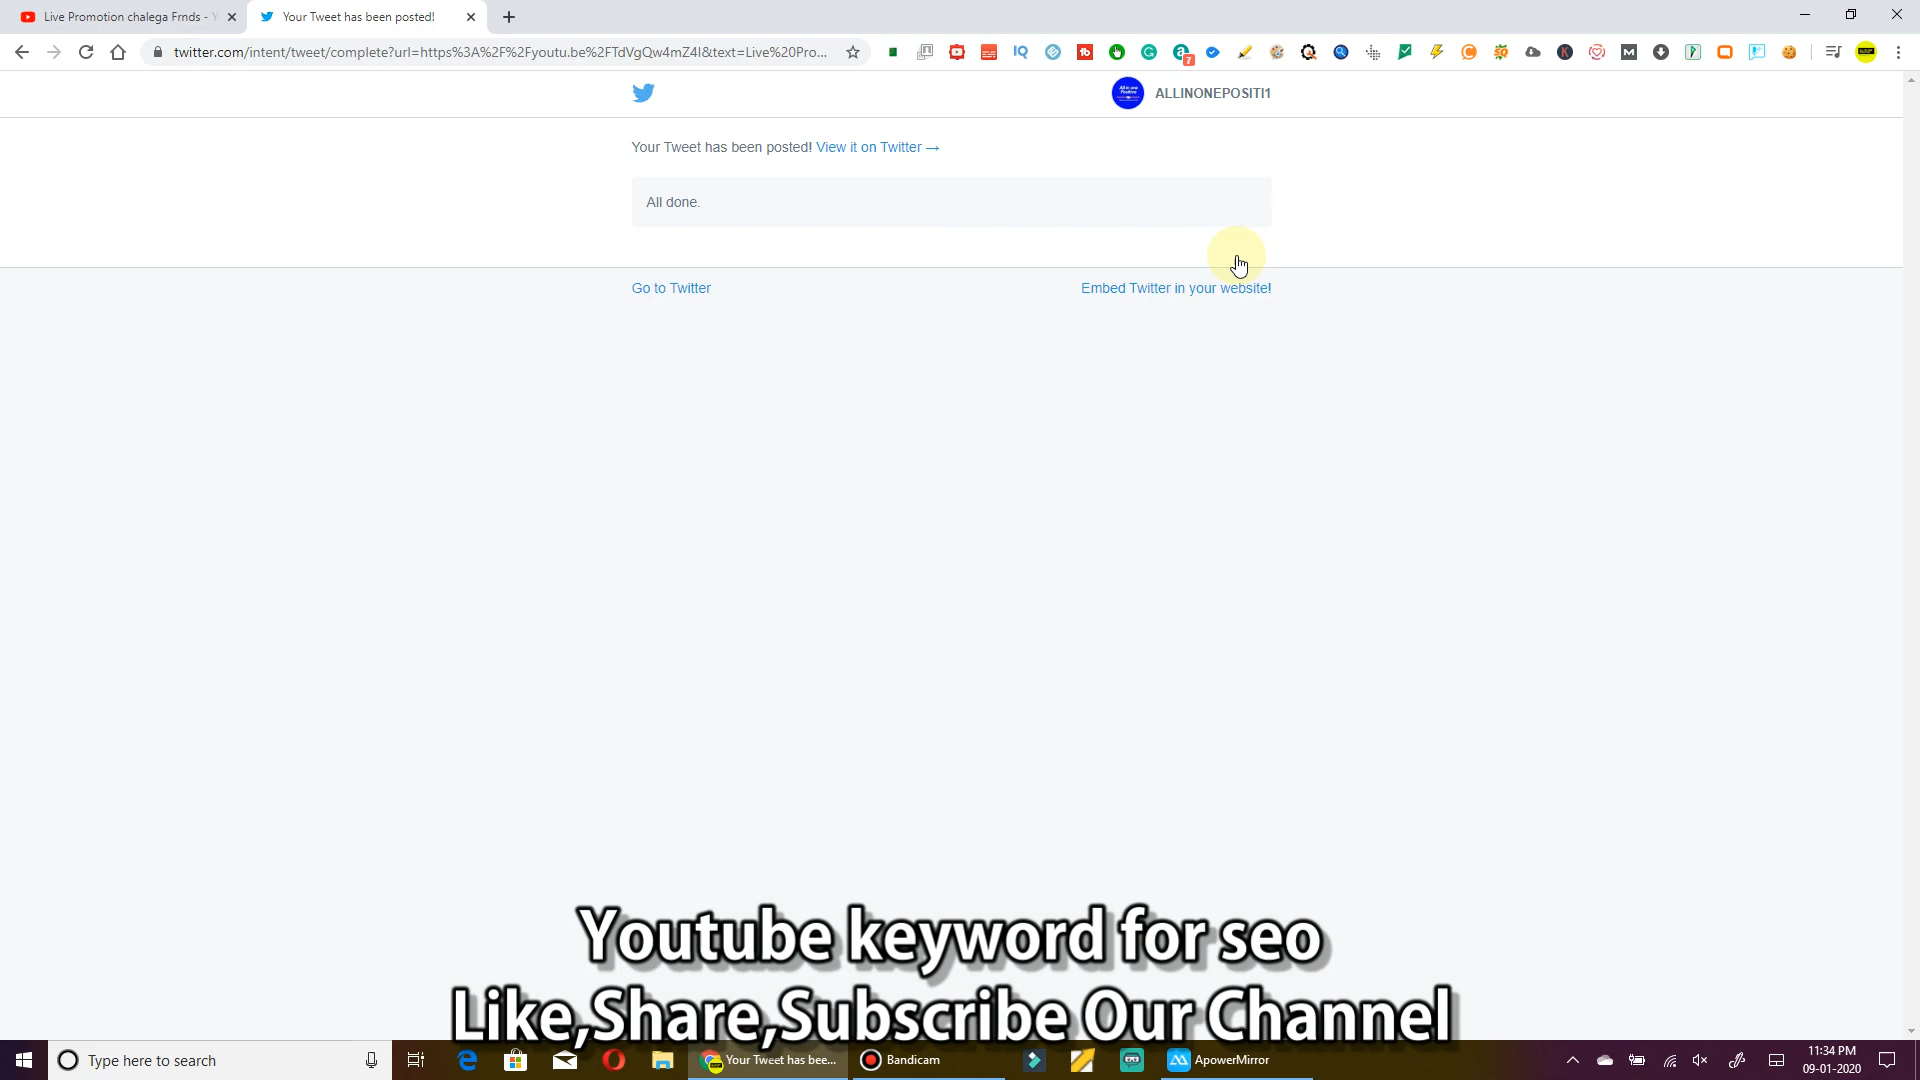 Live Promotion chalega Frnds -
Your Tweet has been posted!
twitter.com/intent/tweet/complete?url=https%3A%2F%2Fyoutu.be%2FTdVgQw4mZ4I&text=Live%20Pro...
7
ALLINONEPOSITI1
Your Tweet has been posted! View it on Twitter →
All done.
Go to Twitter
Embed Twitter in your website!
Youtube keyword for seo
Like,Share,Subscribe Our Channel
Type here to search
Your Tweet has bee...
Bandicam
ApowerMirror
11:34 PM
09-01-2020